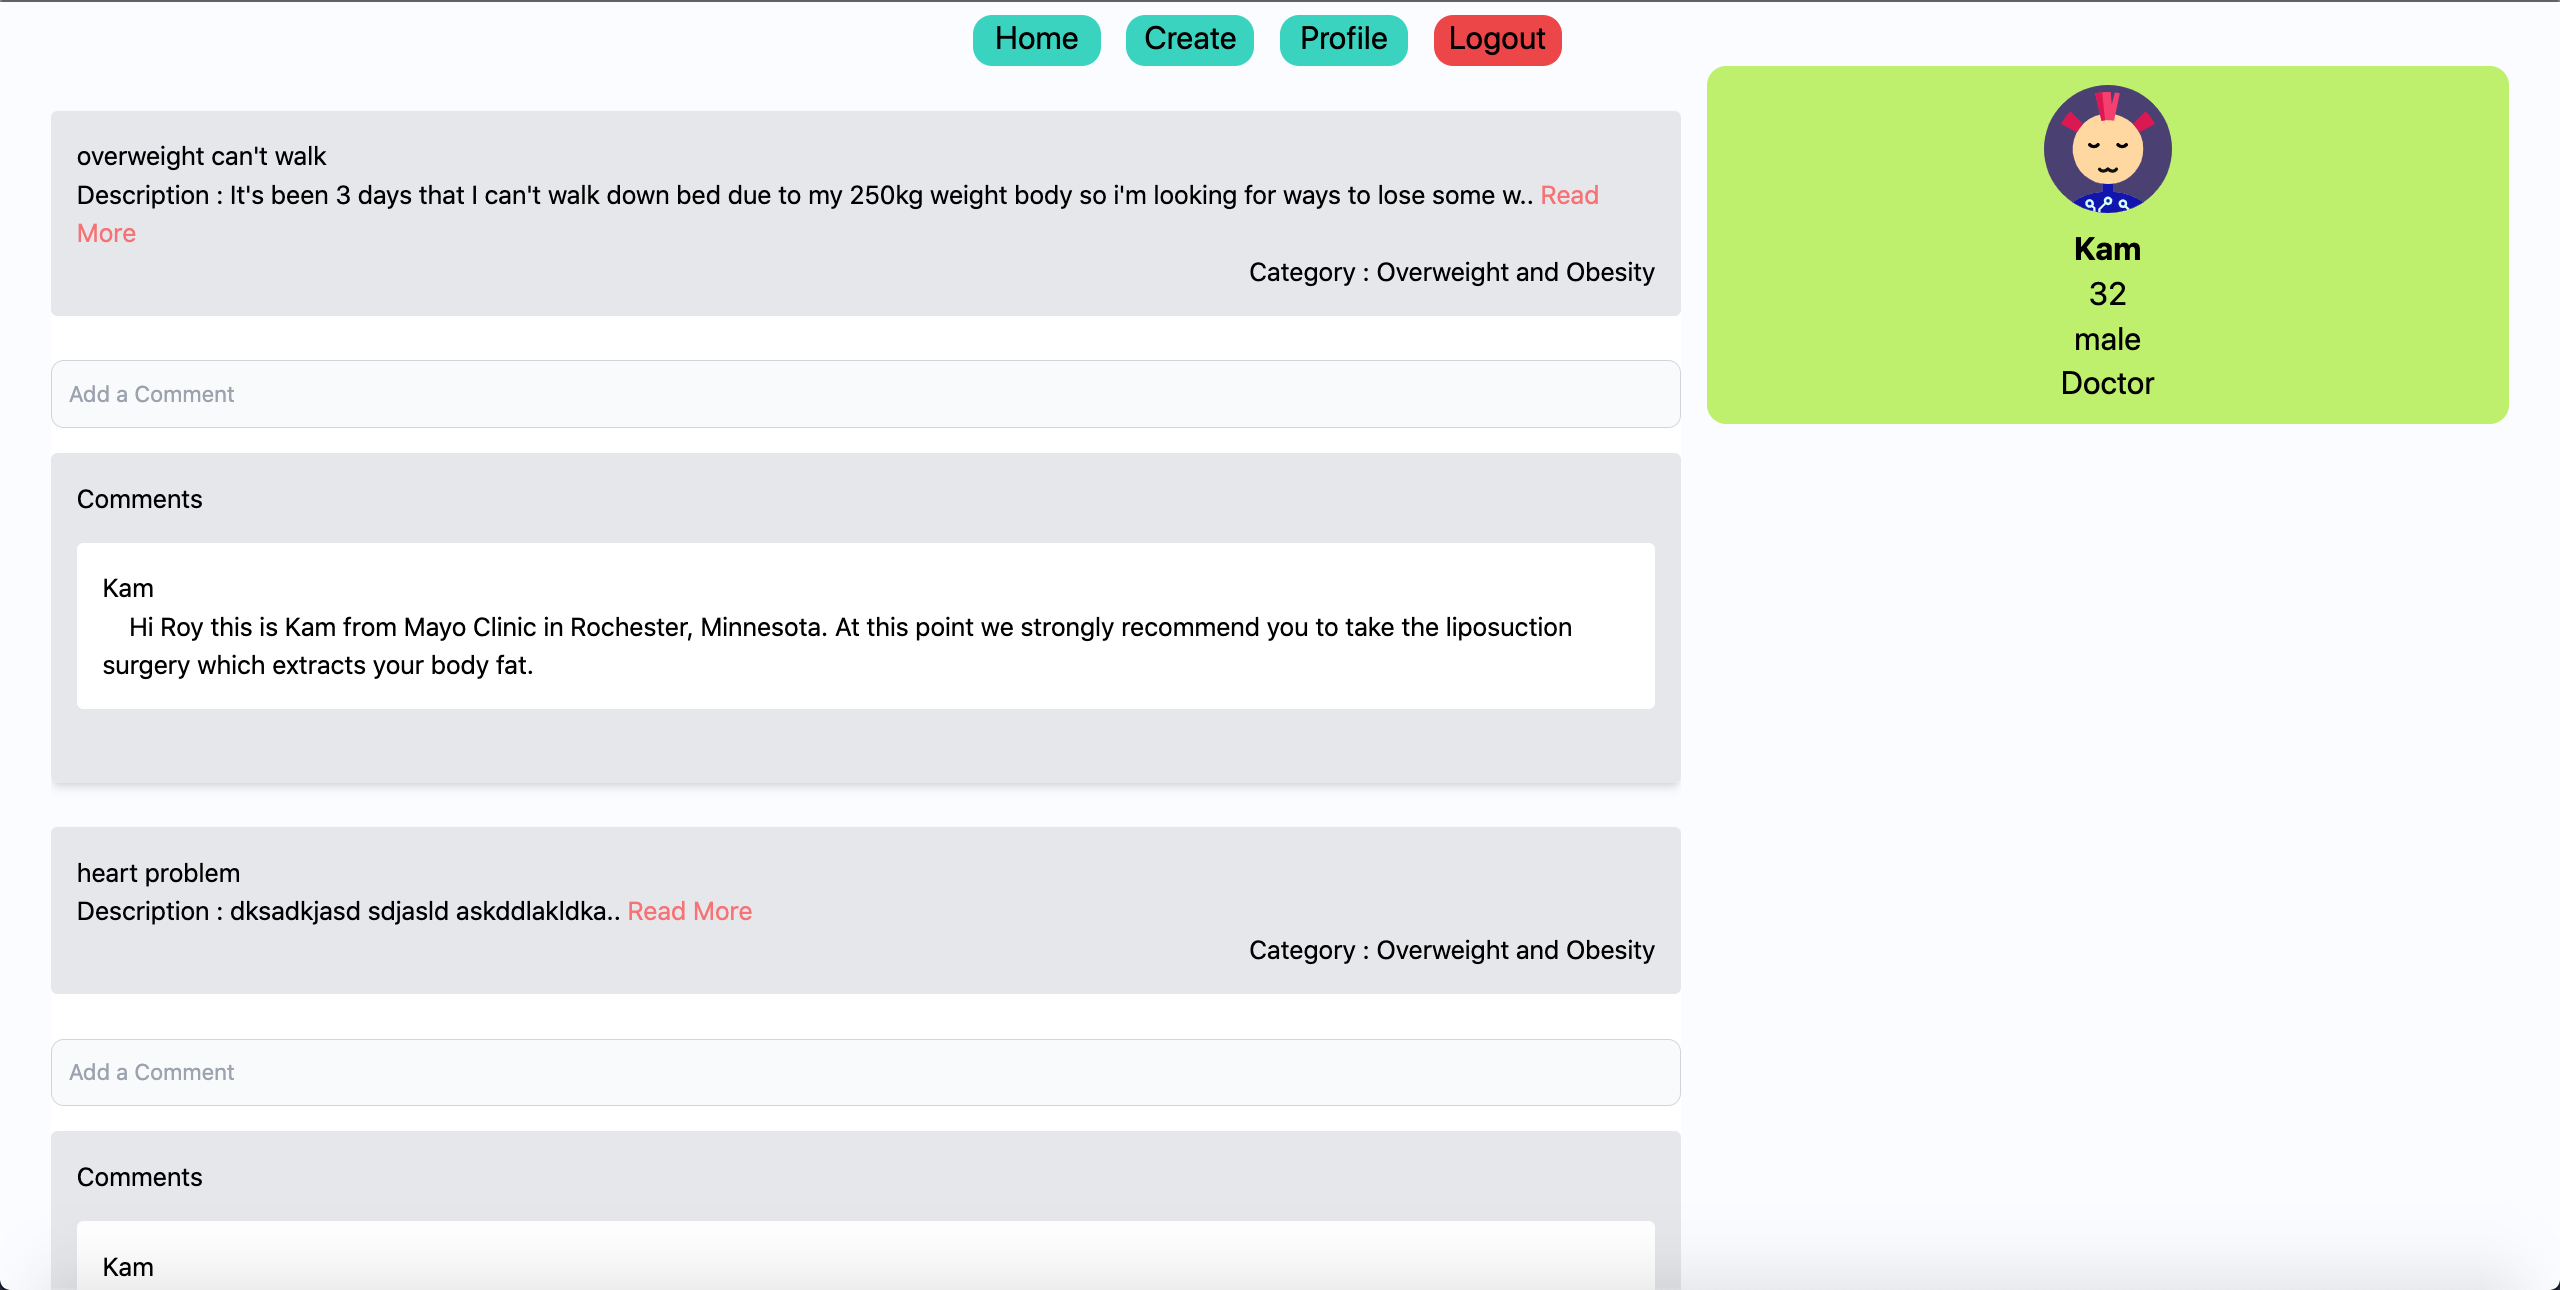 Home Create Profile Logout
overweight can't walk
Description : It's been 3 days that I can't walk down bed due to my 250kg weight body so i'm looking for ways to lose some w.. Read
More
Category : Overweight and Obesity
Add a Comment
Comments
Kam
Hi Roy this is Kam from Mayo Clinic in Rochester, Minnesota. At this point we strongly recommend you to take the liposuction
surgery which extracts your body fat.
heart problem
Description : dksadkjasd sdjasld askddlakldka.. Read More
Category : Overweight and Obesity
Add a Comment
Comments
Kam
Kam
32
male
Doctor